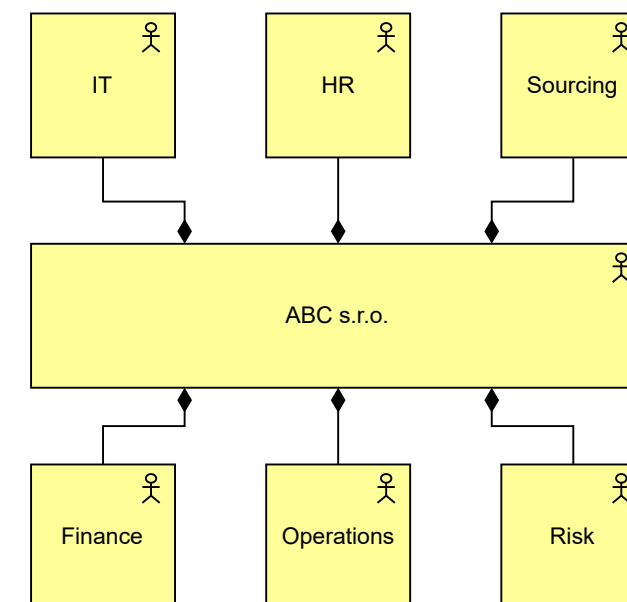 IT
HR
Sourcing
ABC s.r.o.
Finance
Operations
Risk